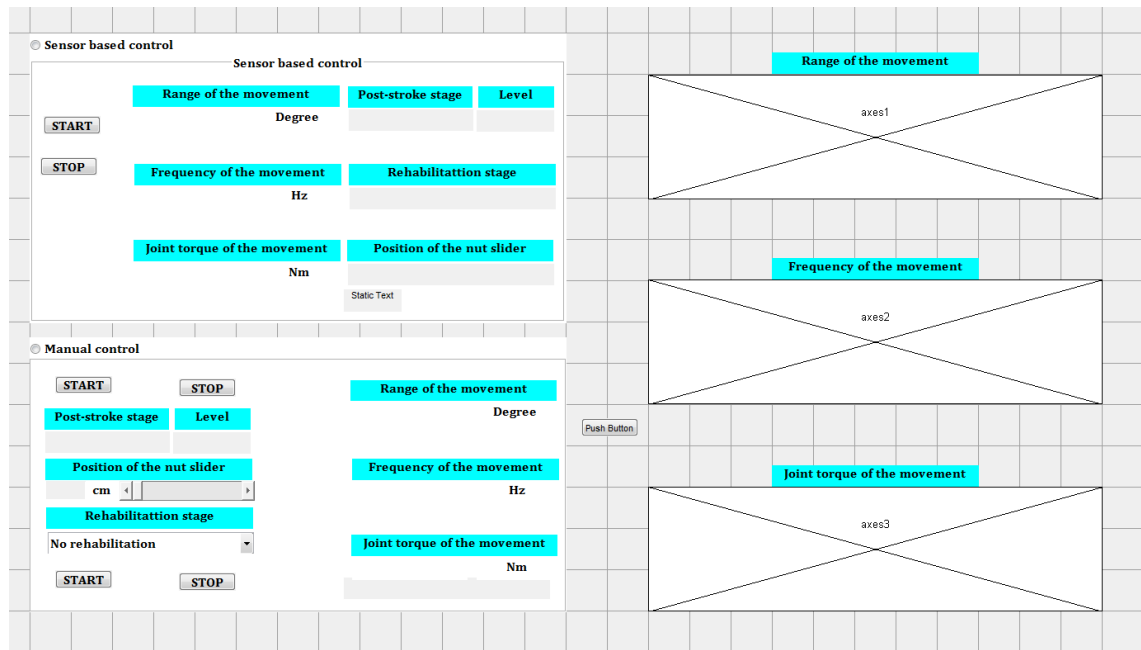 Sensor based control
Sensor based control
Range of the movement
Post-stroke stage
Level
Degree
START
STOP
Frequency of the movement
Rehabilitattion stage
Hz
Joint torque of the movement
Position of the nut slider
Nm
Static Text
Manual control
START
STOP
Range of the movement
Degree
Post-stroke stage
Level
Position of the nut slider
Frequency of the movement
cm
Hz
Rehabilitattion stage
No rehabilitation
Joint torque of the movement
Nm
START
STOP
Push Button
Range of the movement
axes1
Frequency of the movement
axes2
Joint torque of the movement
axes3